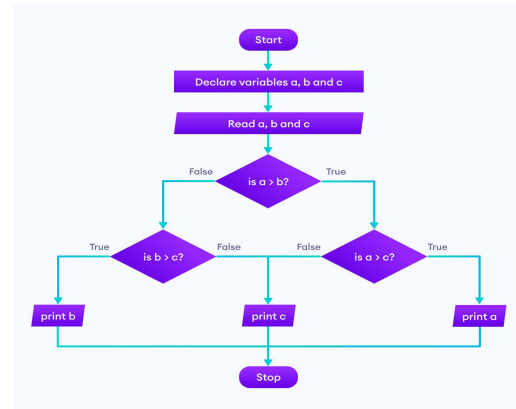 Start
Declare variables a, b and c
Read a, b and c
False
is a > b?
True
True
is b > c?
False
False
is a > c?
True
print b
print c
print a
Stop